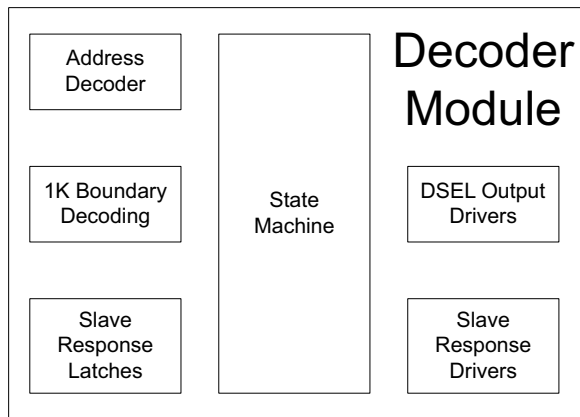 Decoder
Module
Address
Decoder
1K Boundary
Decoding
Slave
Response
Latches
State
Machine
DSEL Output
Drivers
Slave
Response
Drivers